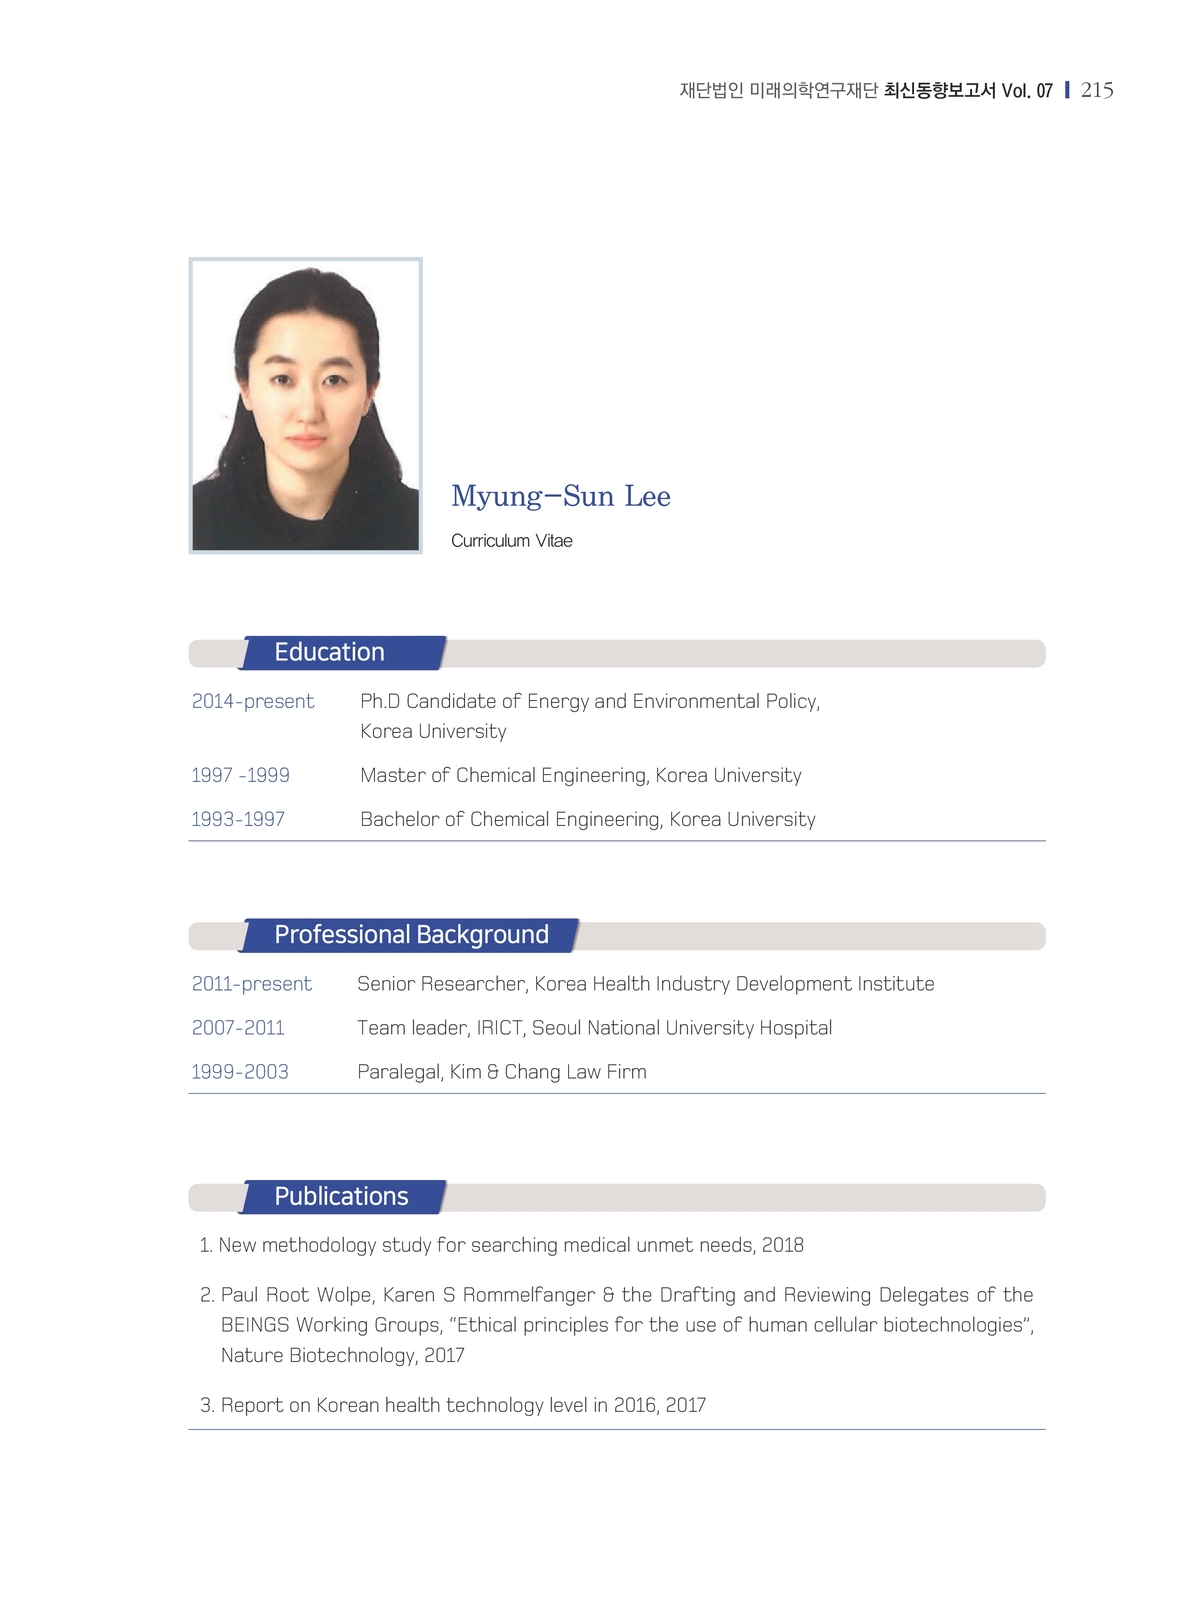 재단법인 미래의학연구재단 최신동향보고서 Vol. 07 215
Myung-Sun Lee
Curriculum Vitae
Education
2014-present Ph.D Candidate of Energy and Environmental Policy,
Korea University
1997 -1999 Master of Chemical Engineering, Korea University
1993-1997 Bachelor of Chemical Engineering, Korea University
Professional Background
2011-present Senior Researcher, Korea Health Industry Development Institute
2007-2011 Team leader, IRICT, Seoul National University Hospital
1999-2003 Paralegal, Kim & Chang Law Firm
Publications
1. New methodology study for searching medical unmet needs, 2018
2. Paul Root Wolpe, Karen S Rommelfanger & the Drafting and Reviewing Delegates of the
BEINGS Working Groups, “Ethical principles for the use of human cellular biotechnologies”,
Nature Biotechnology, 2017
3. Report on Korean health technology level in 2016, 2017